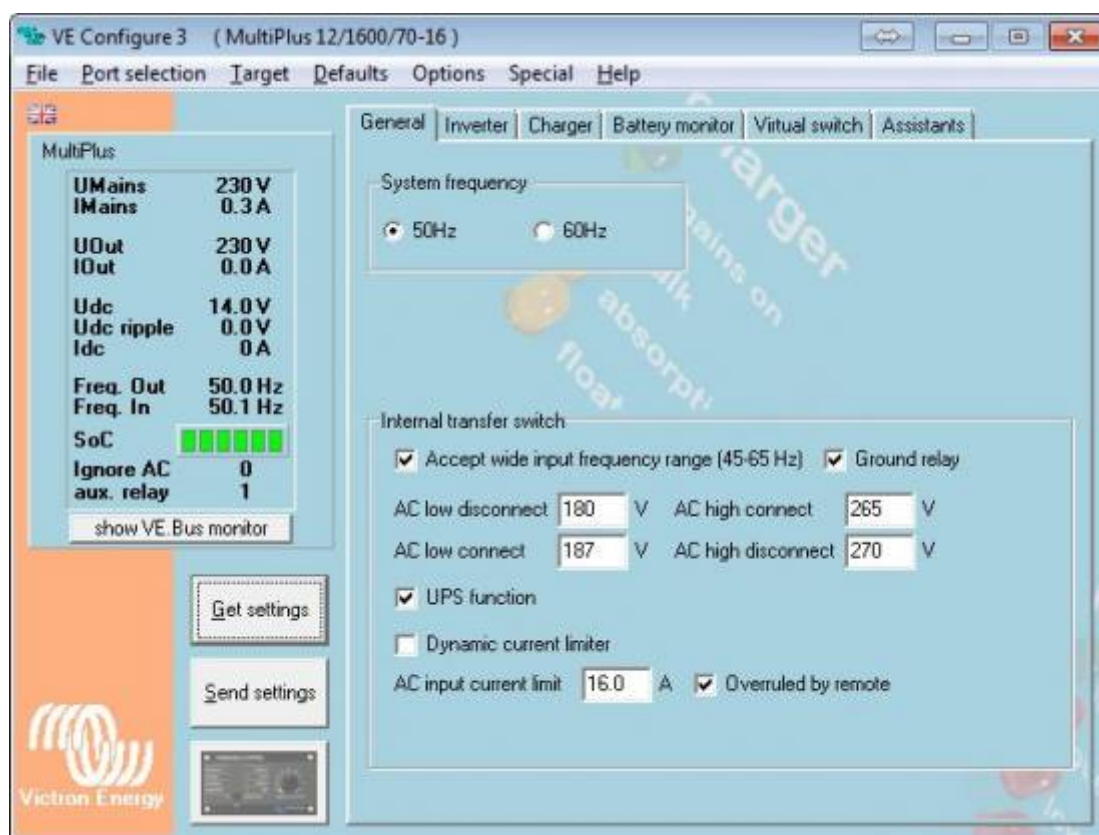 VE Configure 3 ( MultiPlus 12/1600/70-16 )
File Port selection Target Defaults Options Special Help
MultiPlus
UMains 230 V
IMains 0.3 A
UOut 230 V
IOut 0.0 A
Udc 14.0 V
Udc ripple 0.0 V
Idc 0 A
Freq. Out 50.0 Hz
Freq. In 50.1 Hz
SoC
Ignore AC 0
aux. relay 1
show VE.Bus monitor
Get settings
Send settings
Victron Energy
General Inverter Charger Battery monitor Virtual switch Assistants
System frequency
50Hz 60Hz
Charger
mains on
absorpti
float
Internal transfer switch
Accept wide input frequency range (45-65 Hz) Ground relay
AC low disconnect 180 V AC high connect 265 V
AC low connect 187 V AC high disconnect 270 V
UPS function
Dynamic current limiter
AC input current limit 16.0 A Overruled by remote